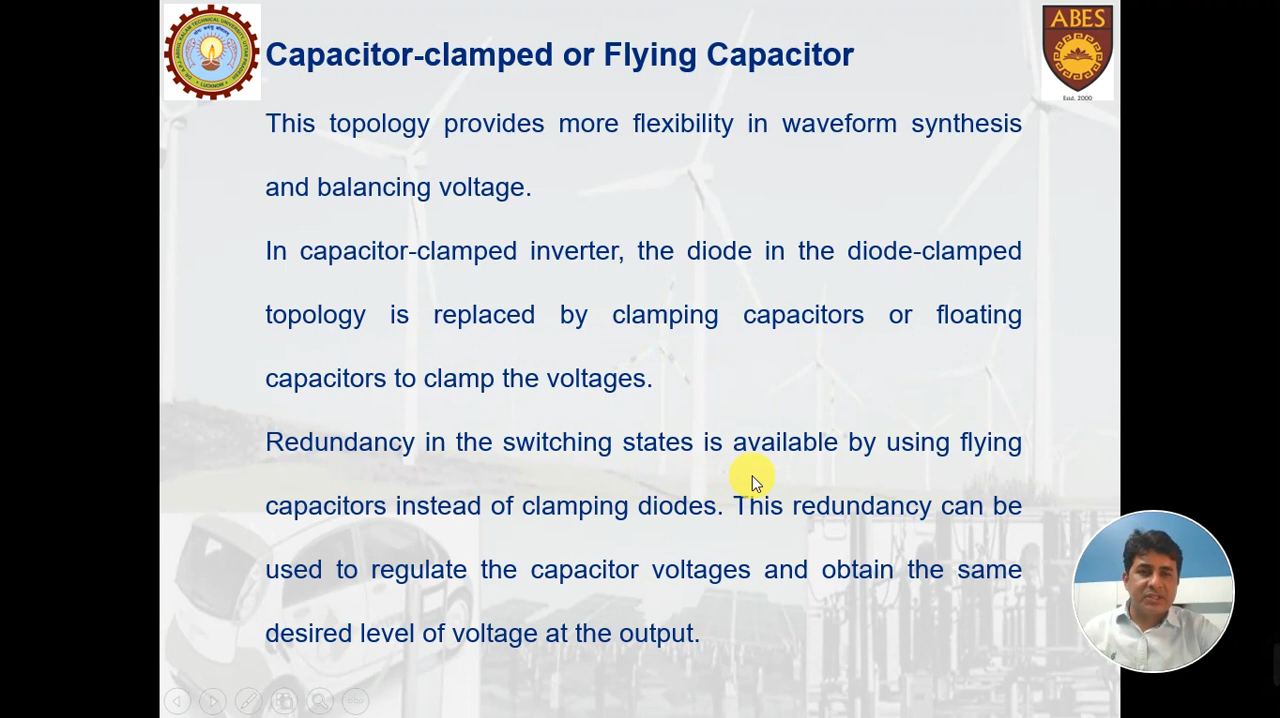 Capacitor-clamped or Flying Capacitor
ABES
Estd. 2000
This topology provides more flexibility in waveform synthesis
and balancing voltage.
In capacitor-clamped inverter, the diode in the diode-clamped
topology is replaced by clamping capacitors or floating
capacitors to clamp the voltages.
Redundancy in the switching states is available by using flying
capacitors instead of clamping diodes. This redundancy can be
used to regulate the capacitor voltages and obtain the same
desired level of voltage at the output.